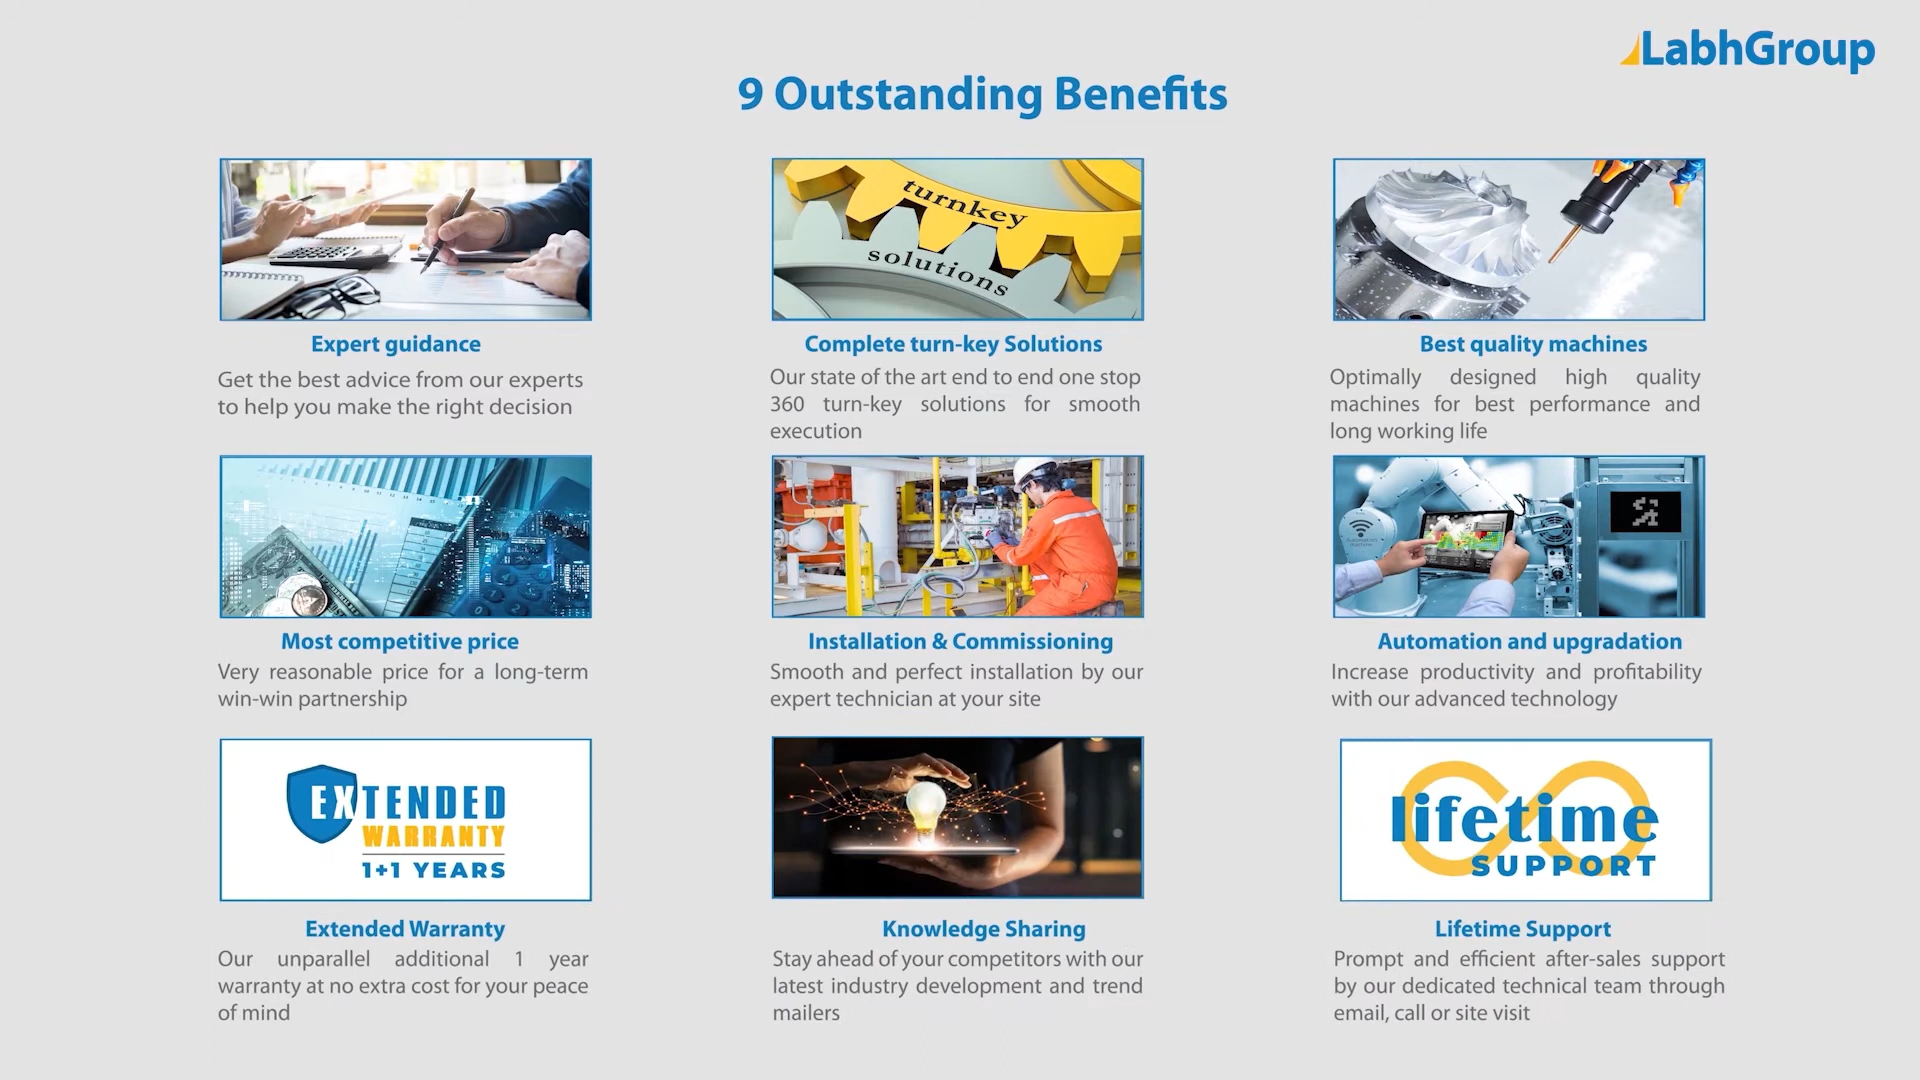 LabhGroup
9 Outstanding Benefits
turnkey
solutions
Expert guidance
Get the best advice from our experts
to help you make the right decision
Complete turn-key Solutions
Our state of the art end to end one stop
360 turn-key solutions for smooth
execution
Best quality machines
Optimally designed high quality
machines for best performance and
long working life
Most competitive price
Very reasonable price for a long-term
win-win partnership
Installation & Commissioning
Smooth and perfect installation by our
expert technician at your site
Automation and upgradation
Increase productivity and profitability
with our advanced technology
EXTENDED
WARRANTY
1+1 YEARS
Extended Warranty
Our unparallel additional 1 year
warranty at no extra cost for your peace
of mind
Knowledge Sharing
Stay ahead of your competitors with our
latest industry development and trend
mailers
lifetime
SUPPORT
Lifetime Support
Prompt and efficient after-sales support
by our dedicated technical team through
email, call or site visit